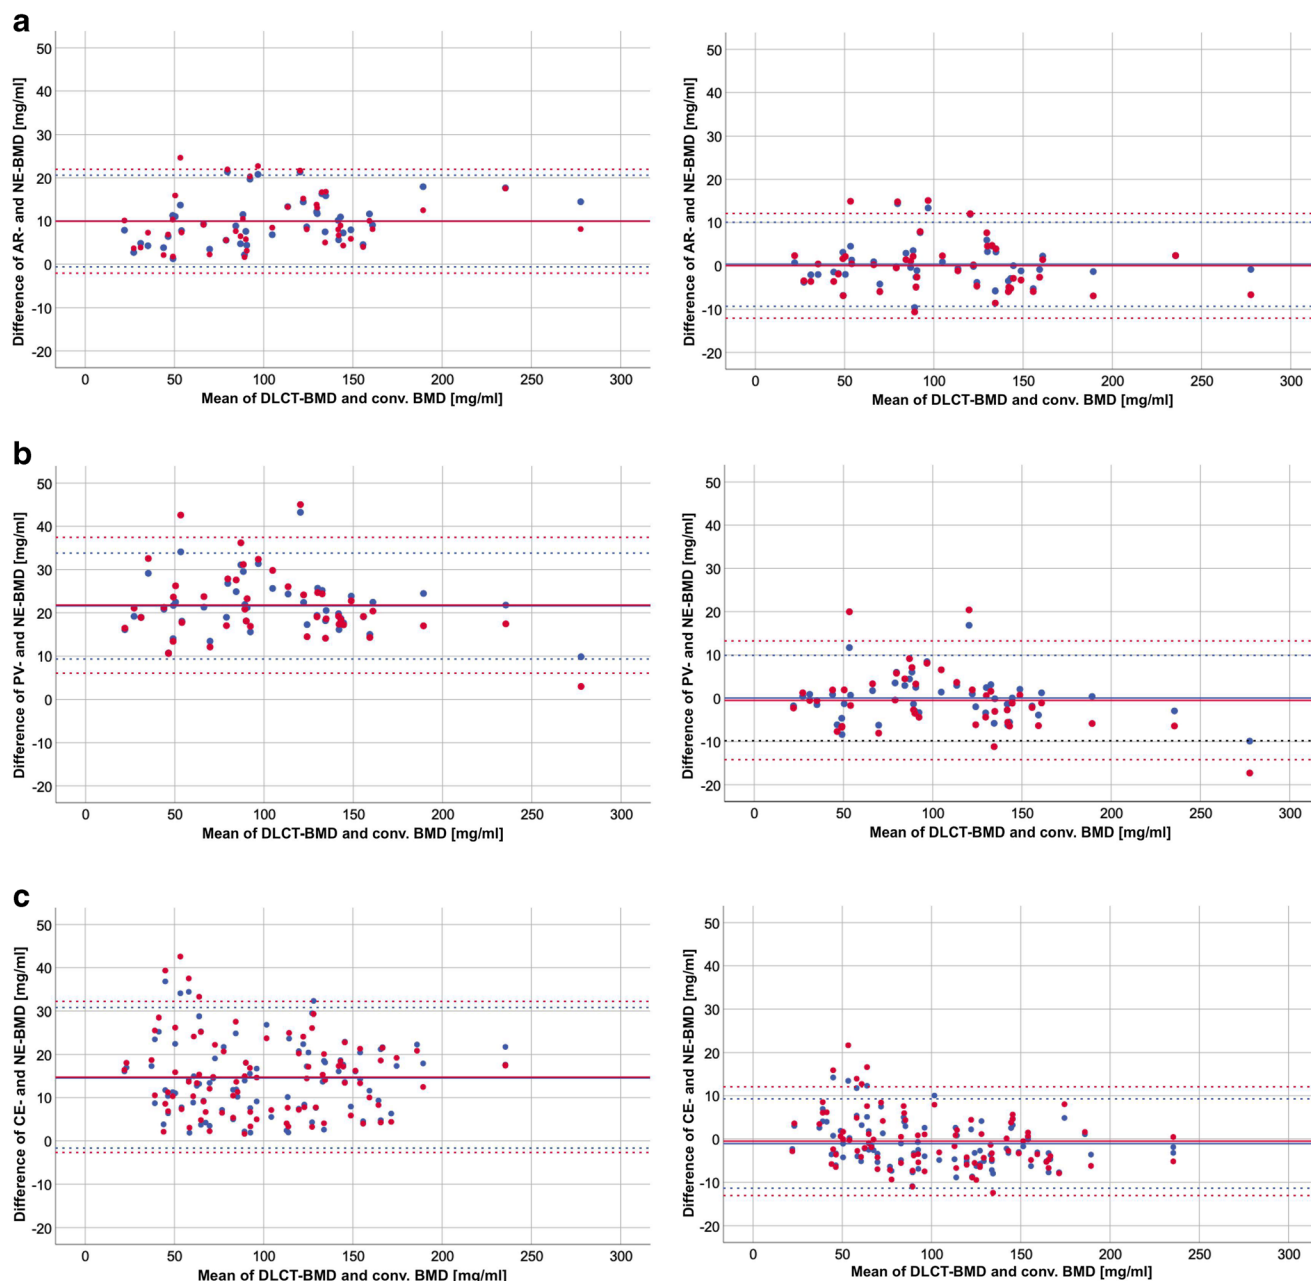 a
Difference of AR- and NE-BMD [mg/ml]
50
40
30
20
10
0
-10
-20
0 50 100 150 200 250 300
Mean of DLCT-BMD and conv. BMD [mg/ml]
Difference of AR- and NE-BMD [mg/ml]
50
40
30
20
10
0
-10
-20
0 50 100 150 200 250 300
Mean of DLCT-BMD and conv. BMD [mg/ml]
b
Difference of PV- and NE-BMD [mg/ml]
50
40
30
20
10
0
-10
-20
0 50 100 150 200 250 300
Mean of DLCT-BMD and conv. BMD [mg/ml]
Difference of PV- and NE-BMD [mg/ml]
50
40
30
20
10
0
-10
-20
0 50 100 150 200 250 300
Mean of DLCT-BMD and conv. BMD [mg/ml]
c
Difference of CE- and NE-BMD [mg/ml]
50
40
30
20
10
0
-10
-20
0 50 100 150 200 250 300
Mean of DLCT-BMD and conv. BMD [mg/ml]
Difference of CE- and NE-BMD [mg/ml]
50
40
30
20
10
0
-10
-20
0 50 100 150 200 250 300
Mean of DLCT-BMD and conv. BMD [mg/ml]